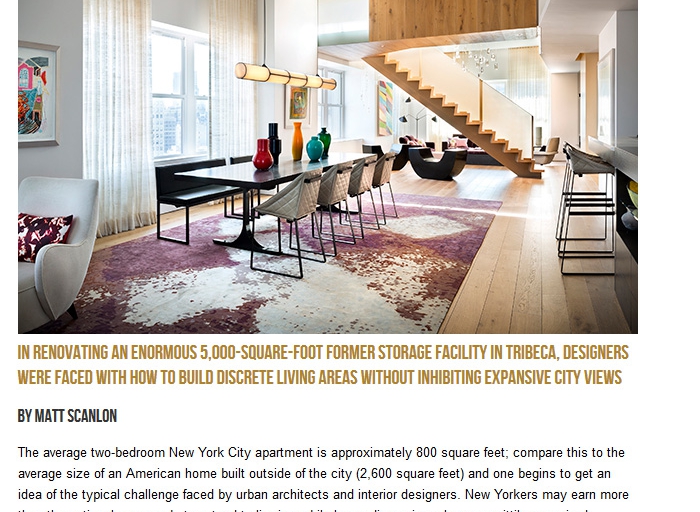 IN RENOVATING AN ENORMOUS 5,000-SQUARE-FOOT FORMER STORAGE FACILITY IN TRIBECA, DESIGNERS
WERE FACED WITH HOW TO BUILD DISCRETE LIVING AREAS WITHOUT INHIBITING EXPANSIVE CITY VIEWS
BY MATT SCANLON
The average two-bedroom New York City apartment is approximately 800 square feet; compare this to the
average size of an American home built outside of the city (2,600 square feet) and one begins to get an
idea of the typical challenge faced by urban architects and interior designers. New Yorkers may earn more